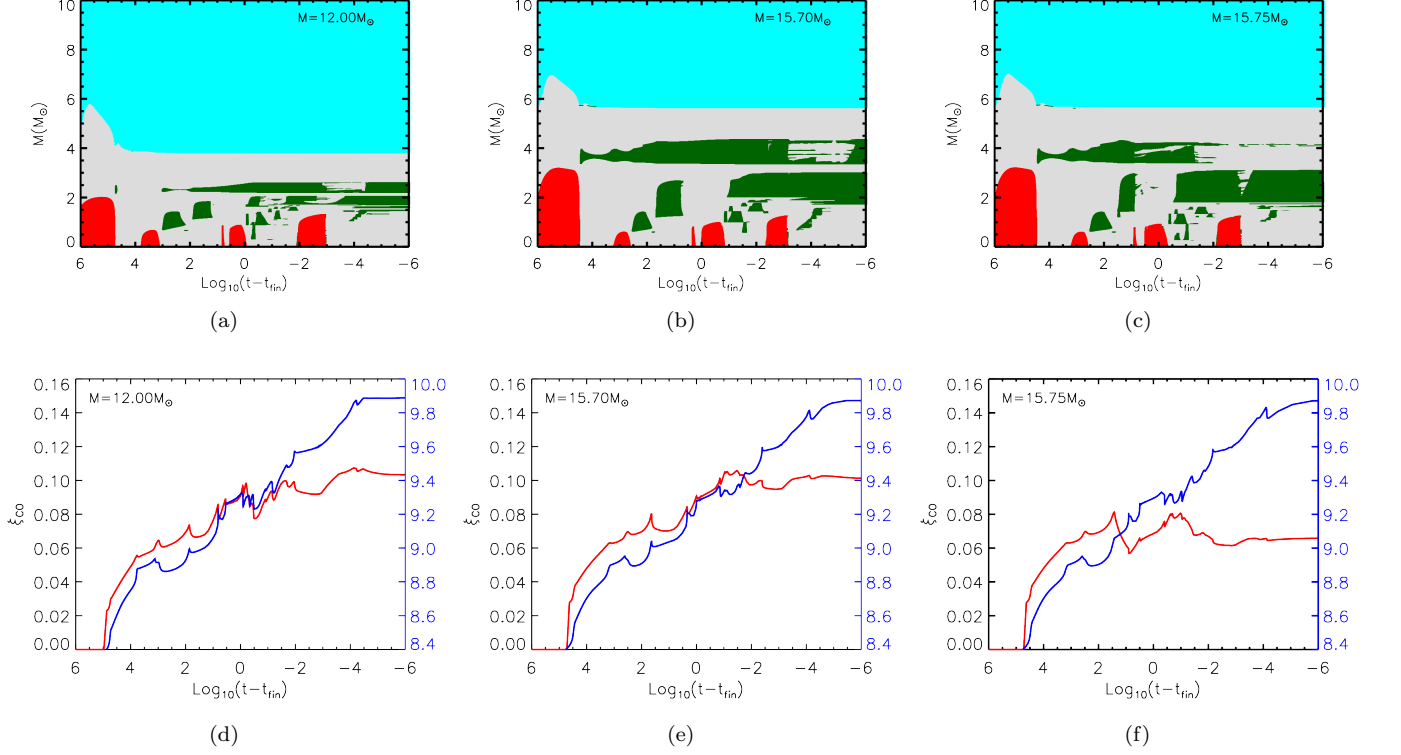 M=12.00M⊙
M=15.70M⊙
M=15.75M⊙
10
8
6
4
2
0
M(M⊙)
6 4 2 0 −2 −4 −6
Log10(t−tfin)
10
8
6
4
2
0
M(M⊙)
6 4 2 0 −2 −4 −6
Log10(t−tfin)
10
8
6
4
2
0
M(M⊙)
6 4 2 0 −2 −4 −6
Log10(t−tfin)
(a)
(b)
(c)
M=12.00M⊙
0.16
0.14
0.12
0.10
0.08
0.06
0.04
0.02
0.00
ξCO
10.0
9.8
9.6
9.4
9.2
9.0
8.8
8.6
8.4
6 4 2 0 −2 −4 −6
Log10(t−tfin)
M=15.70M⊙
0.16
0.14
0.12
0.10
0.08
0.06
0.04
0.02
0.00
ξCO
10.0
9.8
9.6
9.4
9.2
9.0
8.8
8.6
8.4
6 4 2 0 −2 −4 −6
Log10(t−tfin)
M=15.75M⊙
0.16
0.14
0.12
0.10
0.08
0.06
0.04
0.02
0.00
ξCO
10.0
9.8
9.6
9.4
9.2
9.0
8.8
8.6
8.4
6 4 2 0 −2 −4 −6
Log10(t−tfin)
(d)
(e)
(f)